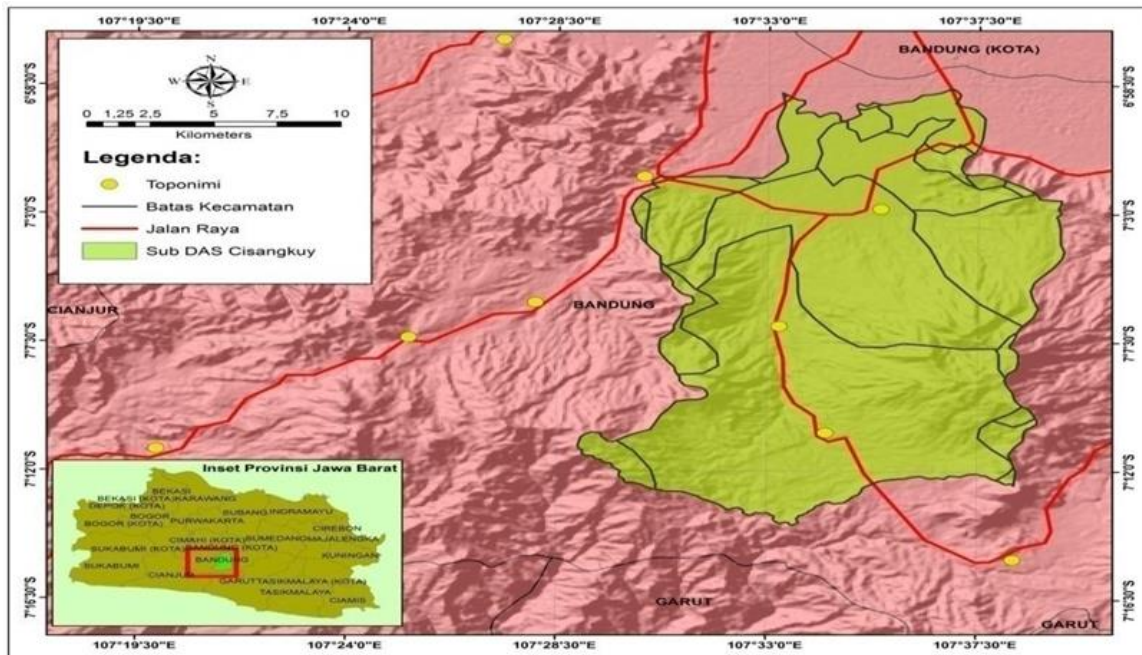 107°19'30"E 107°24'0"E 107°28'30"E 107°33'0"E 107°37'30"E
N
W E
S
0 1,25 2,5 5 7,5 10
Kilometers
Legenda:
Toponimi
Batas Kecamatan
Jalan Raya
Sub DAS Cisangkuy
BANDUNG (KOTA)
CIANJUR
BANDUNG
GARUT
GARUT
6°58'30"S
7°3'0"S
7°7'30"S
7°12'0"S
7°16'30"S
6°58'30"S
7°3'0"S
7°7'30"S
7°12'0"S
7°16'30"S
Inset Provinsi Jawa Barat
BEKASI
BEKASI (KOTA)KARAWANG
DEPOK (KOTA)
SUBANG INDRAMAYU
BOGOR
BOGOR (KOTA) PURWAKARTA
CIREBON
CIMAHI (KOTA) SUMEDANG MAJALENGKA
SUKABUMI (KOTA) BANDUNG (KOTA)
KUNINGAN
BANDUNG
SUKABUMI
CIANJUR
GARUT TASIKMALAYA (KOTA)
TASIKMALAYA
CIAMIS
107°19'30"E 107°24'0"E 107°28'30"E 107°33'0"E 107°37'30"E